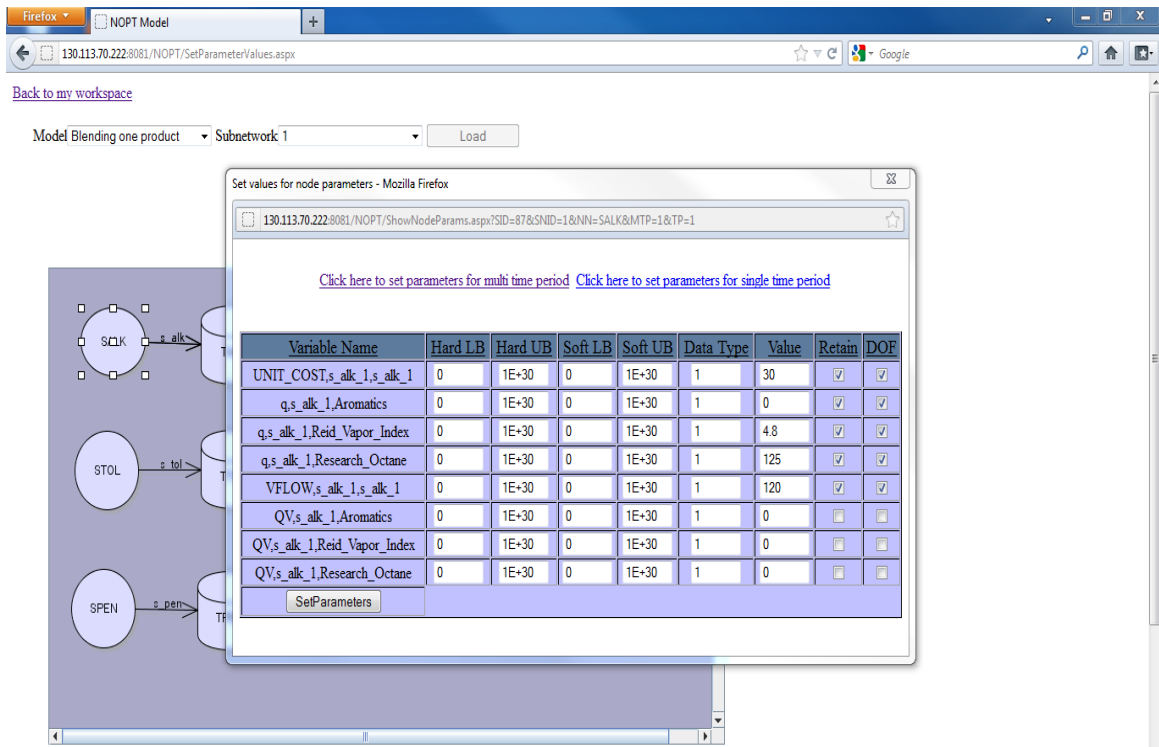 Firefox
NOPT Model
130.113.70.222:8081/NOPT/SetParameterValues.aspx
Google
Back to my workspace
Model Blending one product Subnetwork 1 Load
Set values for node parameters - Mozilla Firefox
130.113.70.222:8081/NOPT/ShowNodeParams.aspx?SID=87&SNID=1&NN=SALK&MTP=1&TP=1
Click here to set parameters for multi time period Click here to set parameters for single time period
Variable Name Hard LB Hard UB Soft LB Soft UB Data Type Value Retain DOF
UNIT_COST,s_alk_1,s_alk_1 0 1E+30 0 1E+30 1 30
q,s_alk_1,Aromatics 0 1E+30 0 1E+30 1 0
q,s_alk_1,Reid_Vapor_Index 0 1E+30 0 1E+30 1 4.8
q,s_alk_1,Research_Octane 0 1E+30 0 1E+30 1 125
VFLOW,s_alk_1,s_alk_1 0 1E+30 0 1E+30 1 120
QV,s_alk_1,Aromatics 0 1E+30 0 1E+30 1 0
QV,s_alk_1,Reid_Vapor_Index 0 1E+30 0 1E+30 1 0
QV,s_alk_1,Research_Octane 0 1E+30 0 1E+30 1 0
SetParameters
SALK s_alk
STOL s_tol
SPEN s_pen